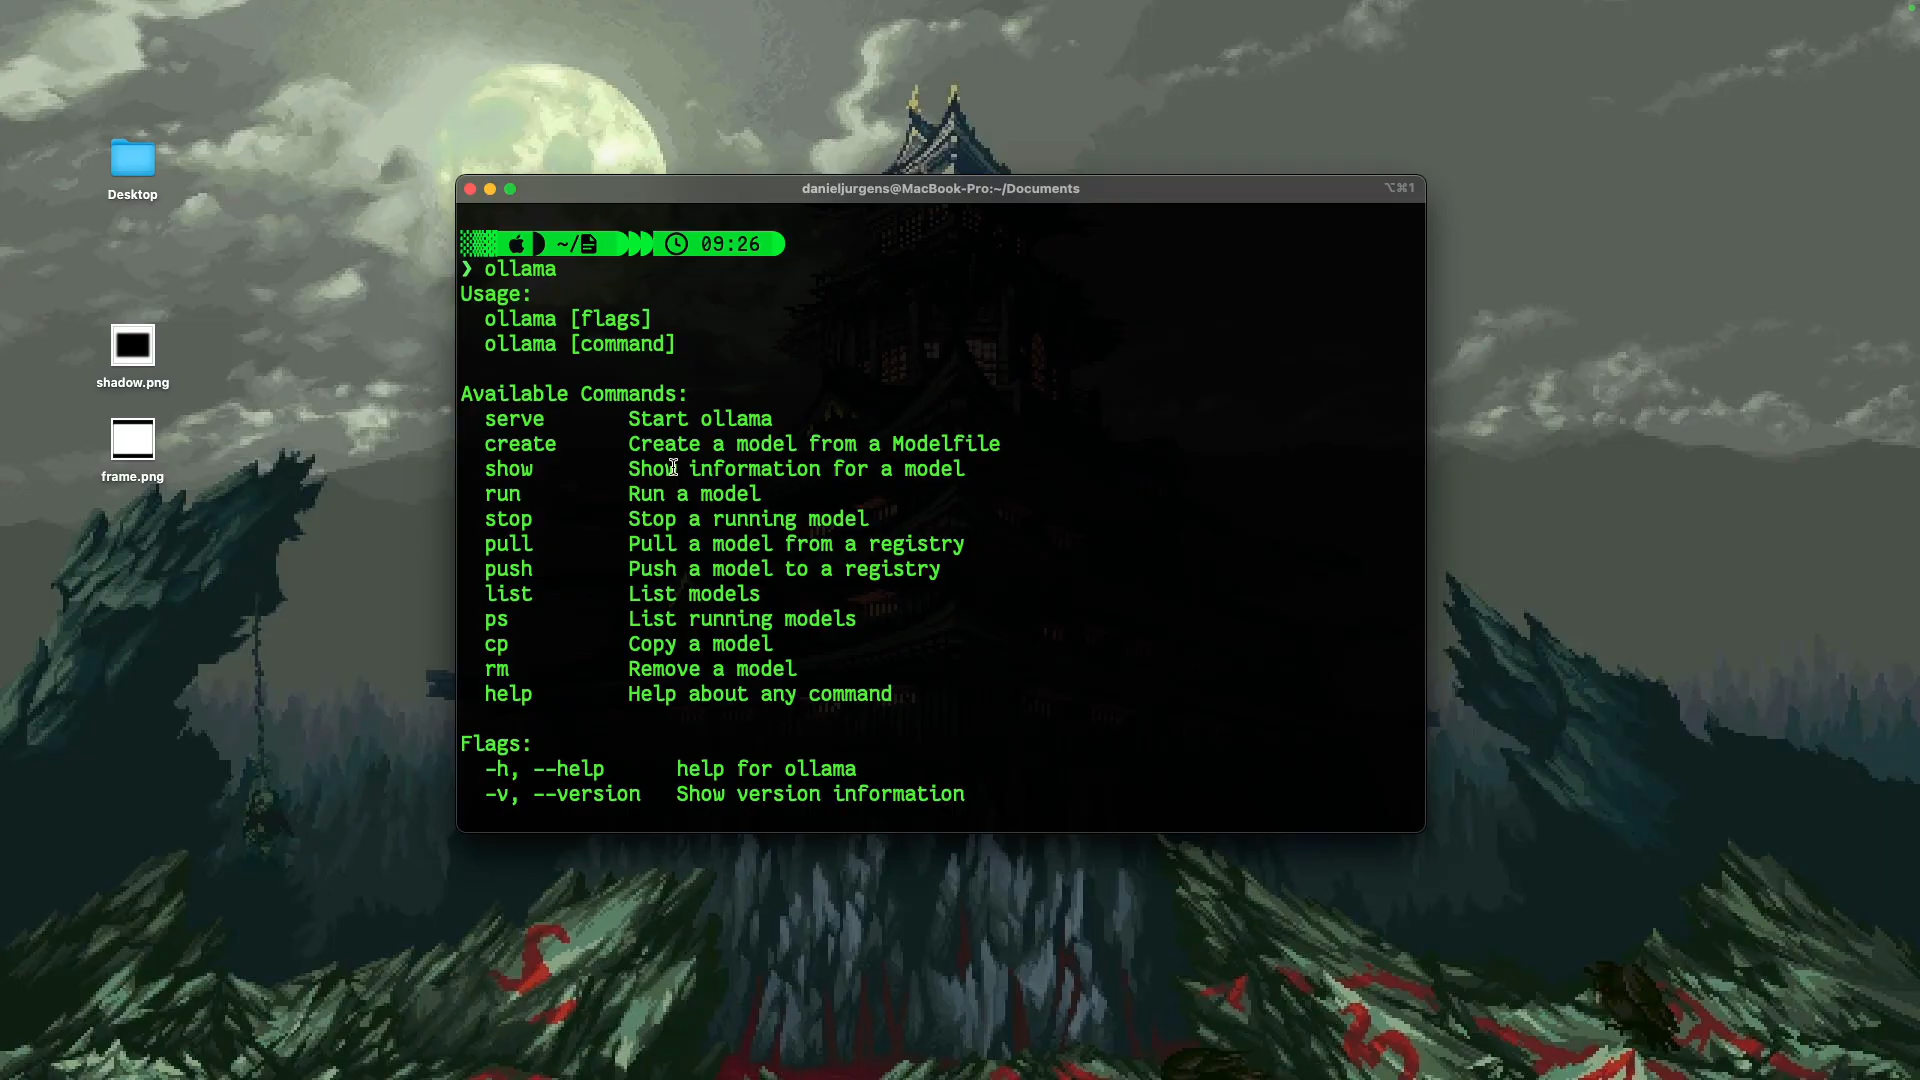 danieljurgens@MacBook-Pro:~/Documents
⌥⌘1
Desktop
shadow.png
frame.png
~/ 09:26
❯ ollama
Usage:
ollama [flags]
ollama [command]
Available Commands:
serve Start ollama
create Create a model from a Modelfile
show Show information for a model
run Run a model
stop Stop a running model
pull Pull a model from a registry
push Push a model to a registry
list List models
ps List running models
cp Copy a model
rm Remove a model
help Help about any command
Flags:
-h, --help help for ollama
-v, --version Show version information